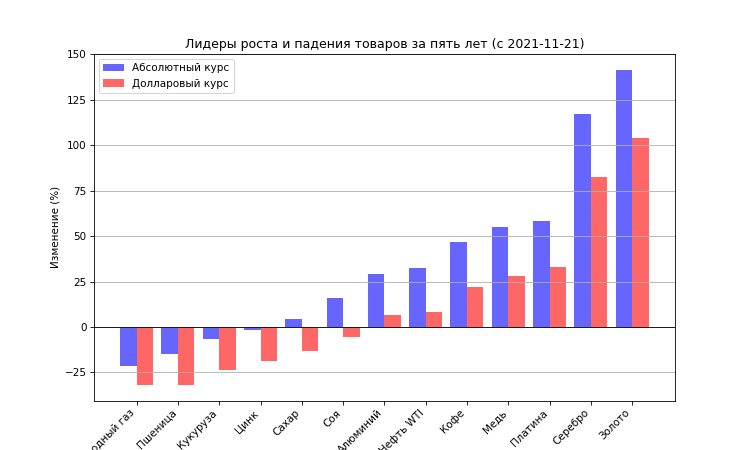 Лидеры роста и падения товаров за пять лет (с 2021-11-21)
Абсолютный курс
Долларовый курс
Изменение (%)
150
125
100
75
50
25
0
−25
одный газ
Пшеница
Кукуруза
Цинк
Сахар
Соя
Алюминий
Нефть WTI
Кофе
Медь
Платина
Серебро
Золото